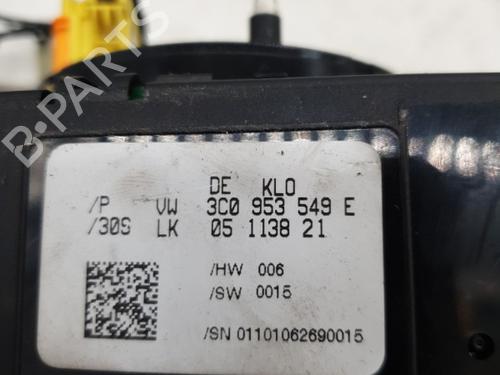 DE KLO
/P VW 3C0 953 549 E
/30S LK 05 1138 21
/HW 006
/SW 0015
/SN 01101062690015
B-PARTS